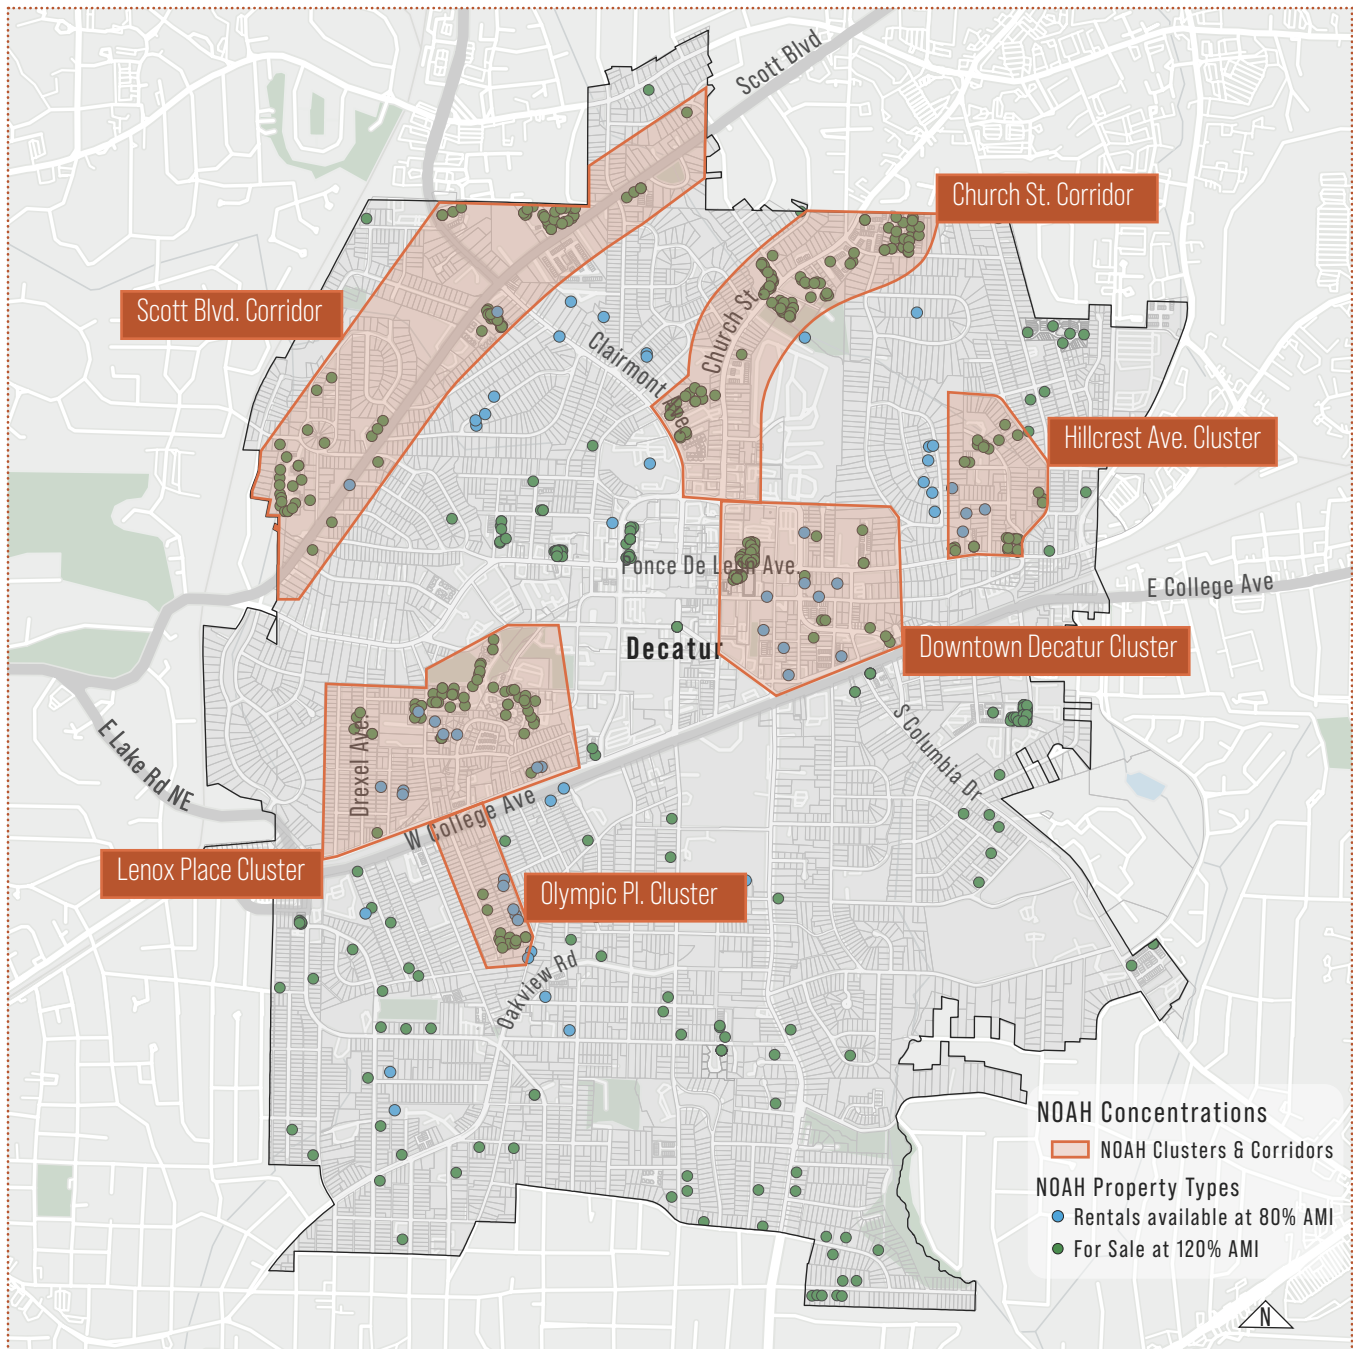 Scott Blvd
Church St. Corridor
Scott Blvd. Corridor
Church St.
Clairmont Ave.
Hillcrest Ave. Cluster
Ponce De Leon Ave.
E College Ave
Decatur
Downtown Decatur Cluster
E Lake Rd NE
Drexel Ave.
S Columbia Dr
W College Ave
Lenox Place Cluster
Olympic Pl. Cluster
Oakview Rd
NOAH Concentrations
NOAH Clusters & Corridors
NOAH Property Types
Rentals available at 80% AMI
For Sale at 120% AMI
N